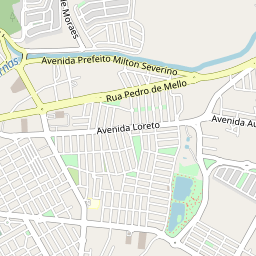 de Moraes
Avenida Prefeito Milton Severino
Rua Pedro de Mello
Avenida Loreto
Avenida Au